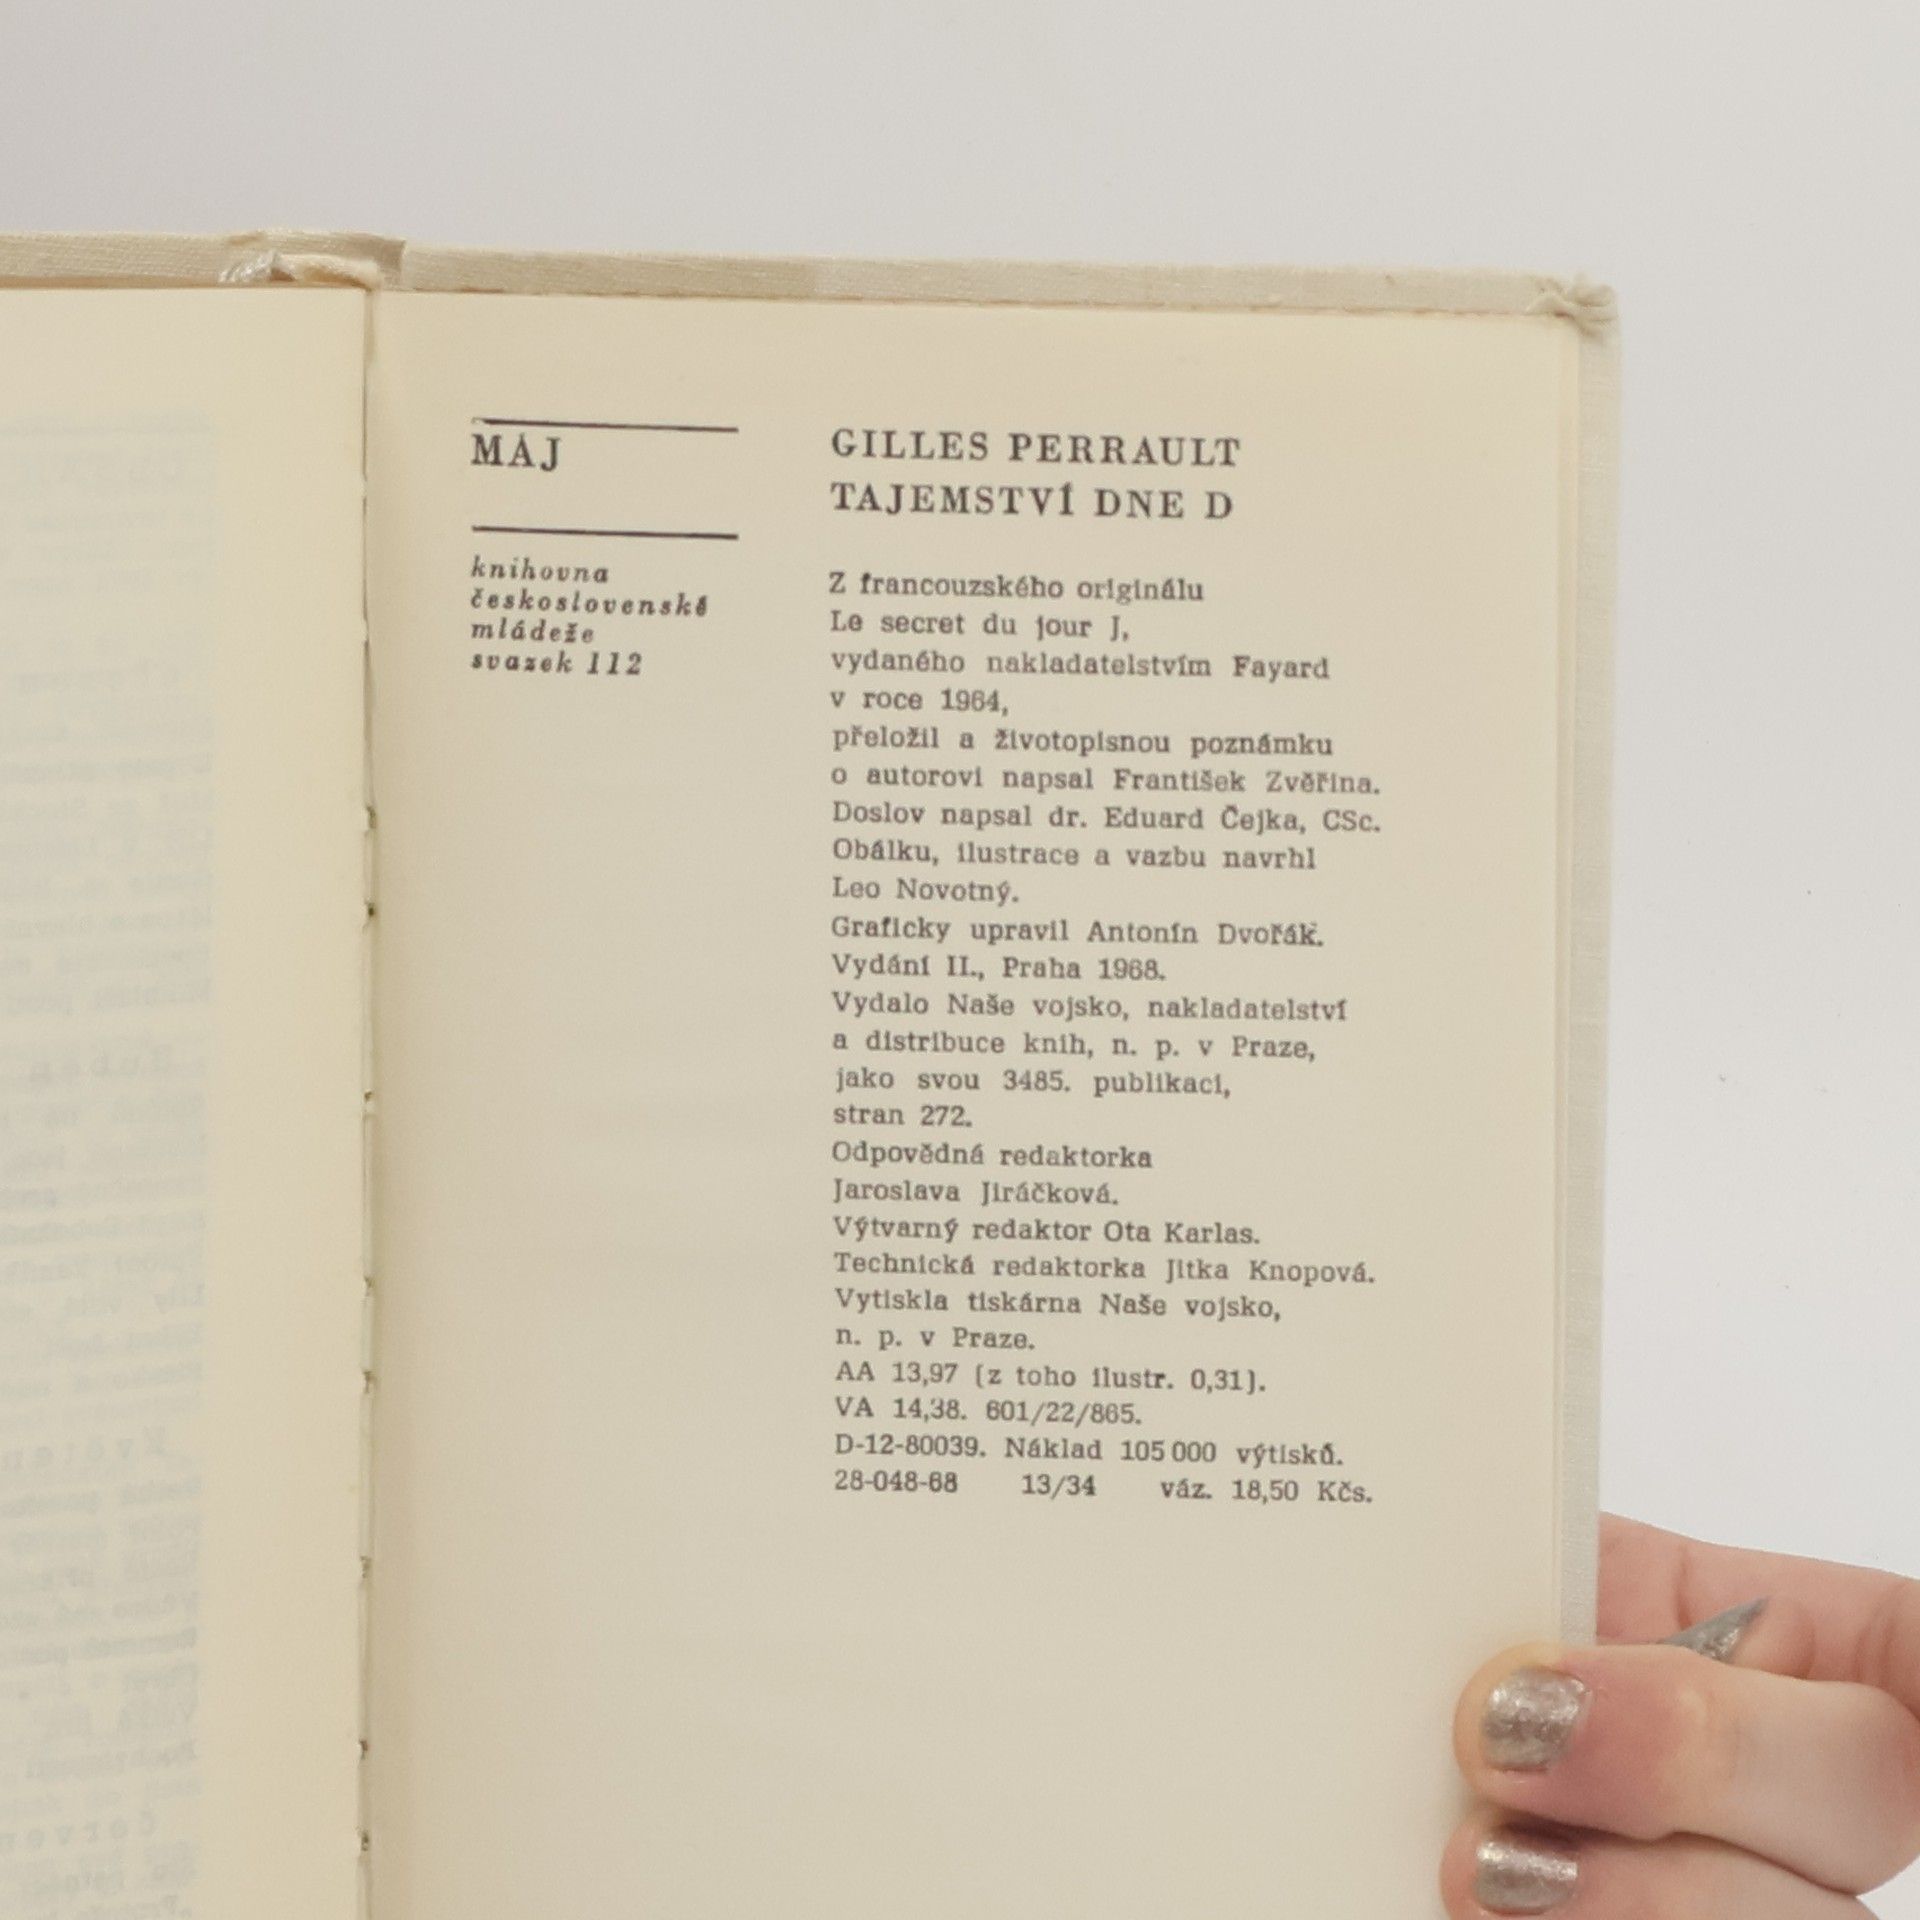 MÁJ
knihovna
československé
mládeže
svazek 112
GILLES PERRAULT
TAJEMSTVÍ DNE D
Z francouzského originálu
Le secret du jour J,
vydaného nakladatelstvím Fayard
v roce 1964,
přeložil a životopisnou poznámku
o autorovi napsal František Zvěřina.
Doslov napsal dr. Eduard Čejka, CSc.
Obálku, ilustrace a vazbu navrhl
Leo Novotný.
Graficky upravil Antonín Dvořák.
Vydání II., Praha 1968.
Vydalo Naše vojsko, nakladatelství
a distribuce knih, n. p. v Praze,
jako svou 3485. publikaci,
stran 272.
Odpovědná redaktorka
Jaroslava Jiráčková.
Výtvarný redaktor Ota Karlas.
Technická redaktorka Jitka Knopová.
Vytiskla tiskárna Naše vojsko,
n. p. v Praze.
AA 13,97 (z toho ilustr. 0,31).
VA 14,38. 601/22/865.
D-12-80039. Náklad 105 000 výtisků.
28-048-68 13/34 váz. 18,50 Kčs.